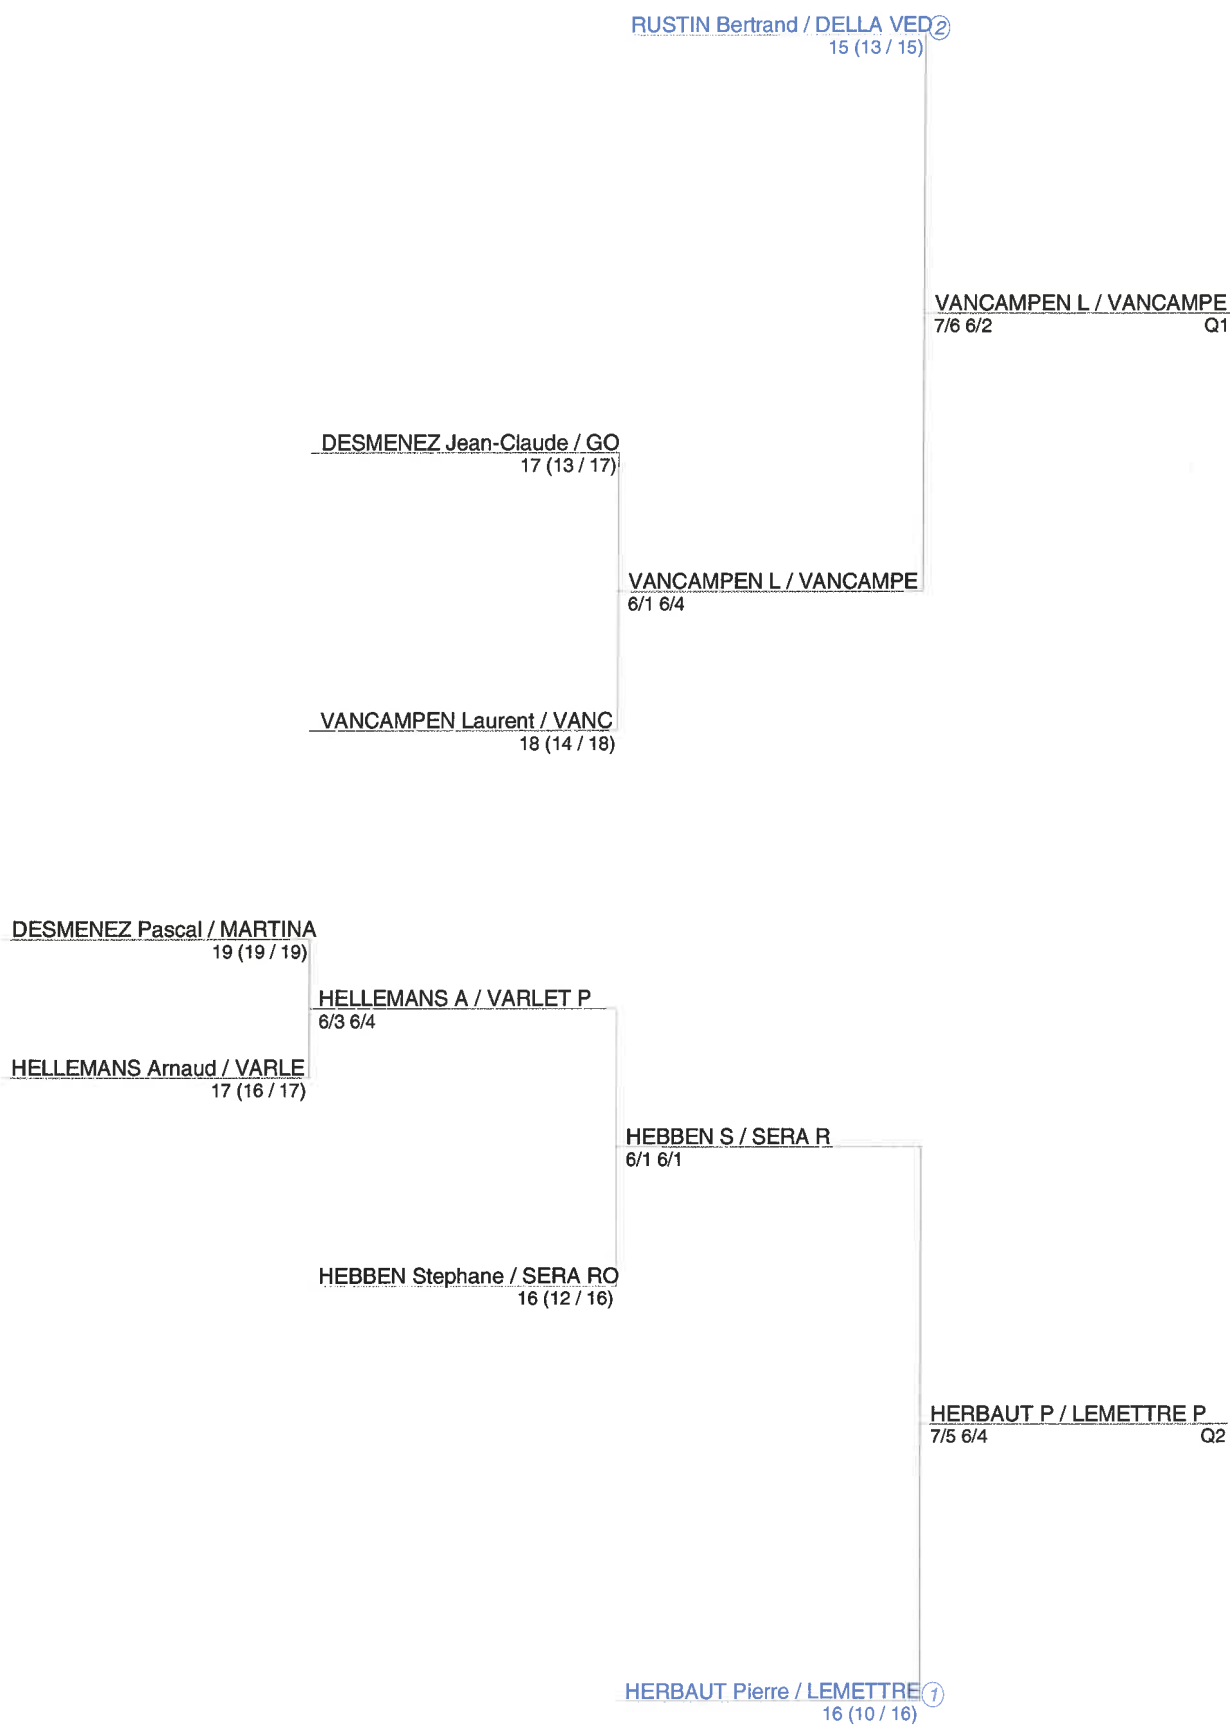 RUSTIN Bertrand / DELLA VED 2
15 (13 / 15)
VANCAMPEN L / VANCAMPE
7/6 6/2 Q1
DESMENEZ Jean-Claude / GO
17 (13 / 17)
VANCAMPEN L / VANCAMPE
6/1 6/4
VANCAMPEN Laurent / VANC
18 (14 / 18)
DESMENEZ Pascal / MARTINA
19 (19 / 19)
HELLEMANS A / VARLET P
6/3 6/4
HELLEMANS Arnaud / VARLE
17 (16 / 17)
HEBBEN S / SERA R
6/1 6/1
HEBBEN Stephane / SERA RO
16 (12 / 16)
HERBAUT P / LEMETTRE P
7/5 6/4 Q2
HERBAUT Pierre / LEMETTRE 1
16 (10 / 16)